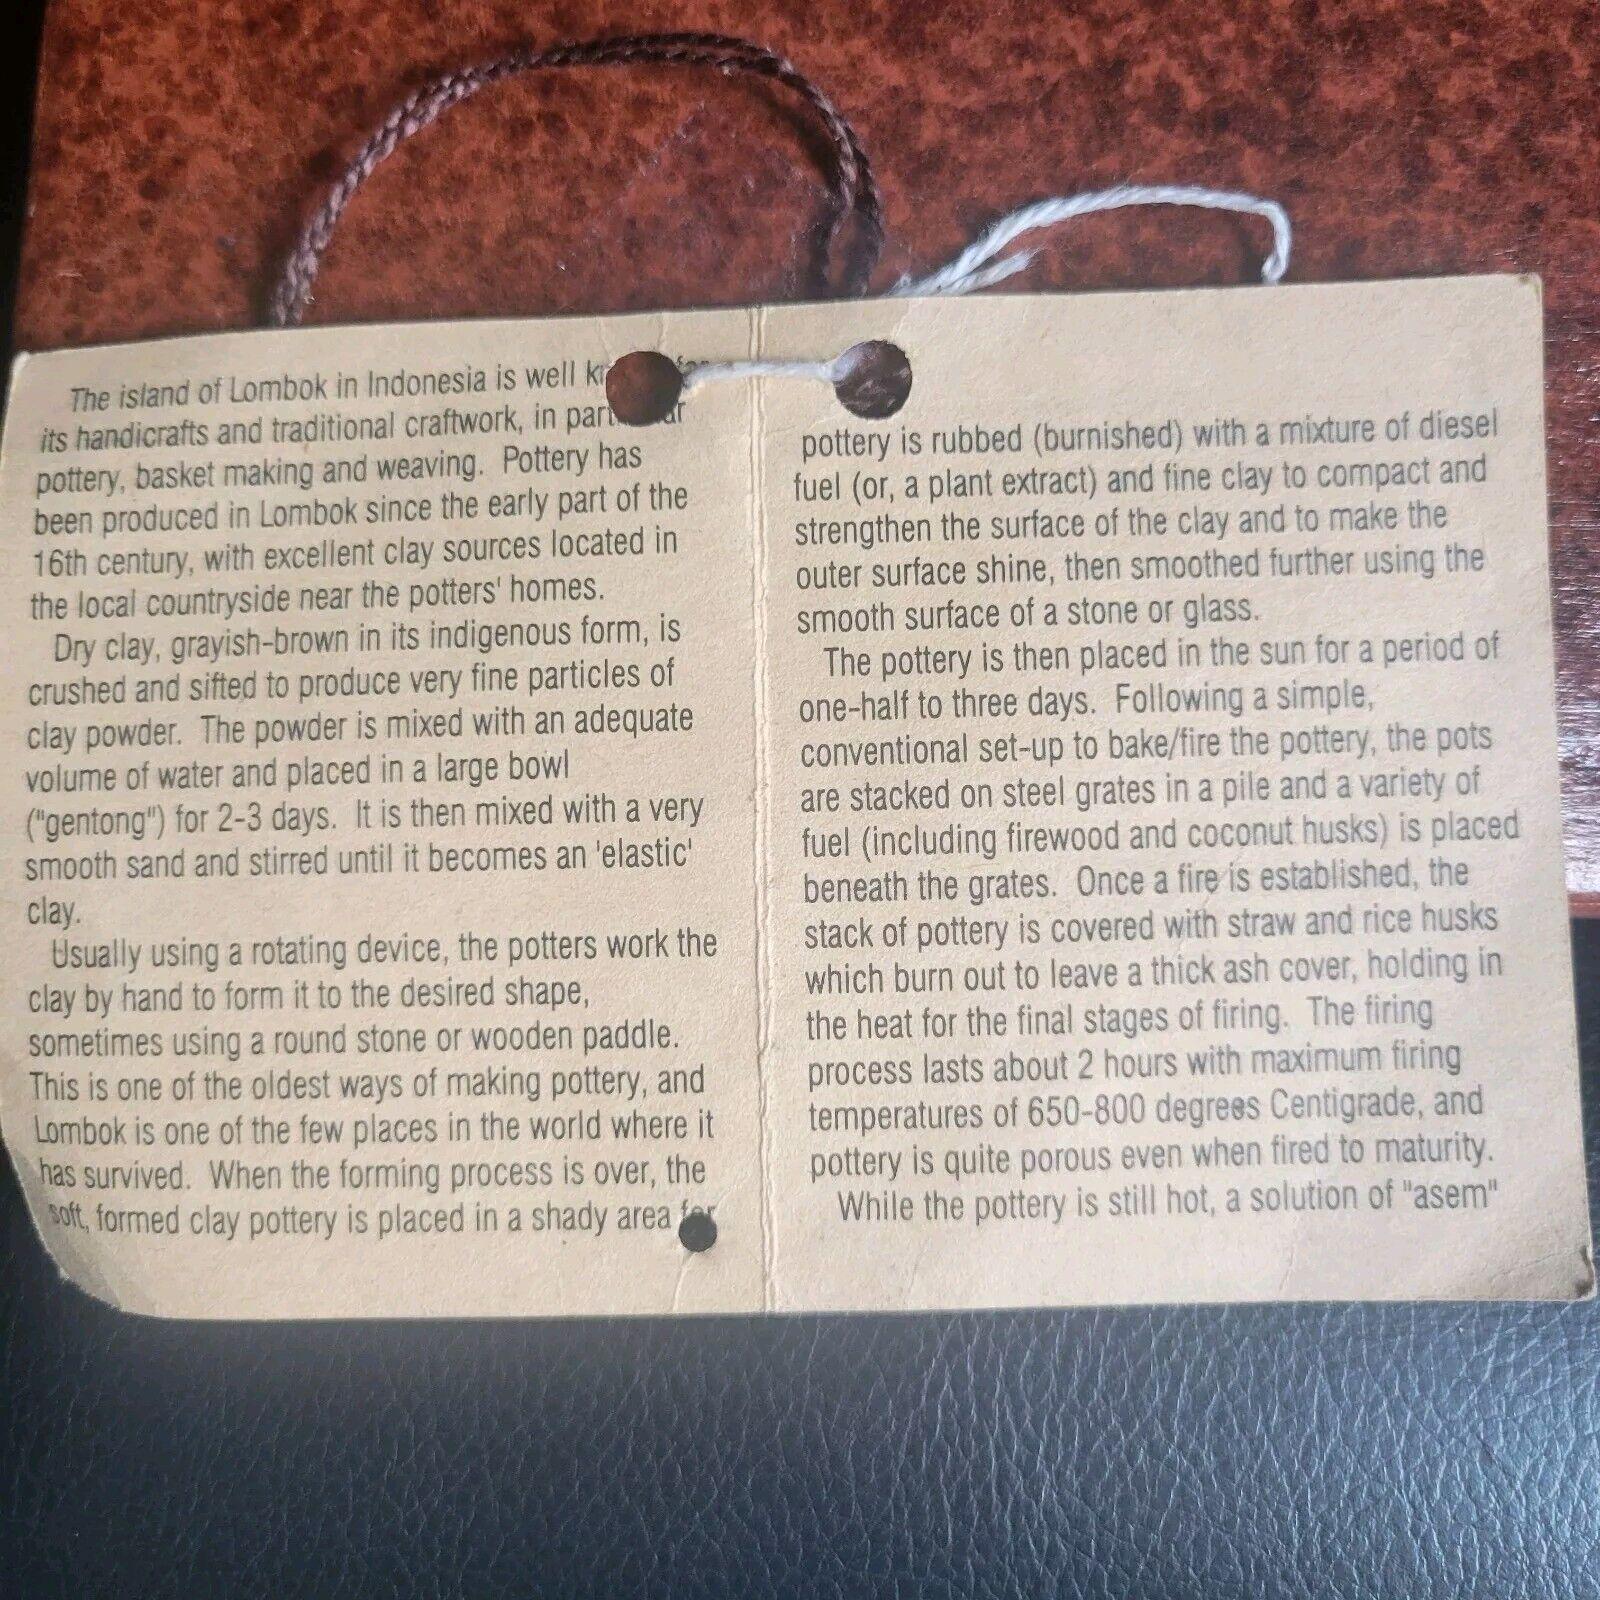 The island of Lombok in Indonesia is well
its handicrafts and traditional craftwork, in
pottery, basket making and weaving. Pottery has
been produced in Lombok since the early part of the
16th century, with excellent clay sources located in
the local countryside near the potters' homes.
Dry clay, grayish-brown in its indigenous form, is
crushed and sifted to produce very fine particles of
clay powder. The powder is mixed with an adequate
volume of water and placed in a large bowl
("gentong") for 2-3 days. It is then mixed with a very
smooth sand and stirred until it becomes an 'elastic'
clay.
Usually using a rotating device, the potters work the
clay by hand to form it to the desired shape,
sometimes using a round stone or wooden paddle.
This is one of the oldest ways of making pottery, and
Lombok is one of the few places in the world where it
has survived. When the forming process is over, the
soft, formed clay pottery is placed in a shady area for
pottery is rubbed (burnished) with a mixture of diesel
fuel (or, a plant extract) and fine clay to compact and
strengthen the surface of the clay and to make the
outer surface shine, then smoothed further using the
smooth surface of a stone or glass.
The pottery is then placed in the sun for a period of
one-half to three days. Following a simple,
conventional set-up to bake/fire the pottery, the pots
are stacked on steel grates in a pile and a variety of
fuel (including firewood and coconut husks) is placed
beneath the grates. Once a fire is established, the
stack of pottery is covered with straw and rice husks
which burn out to leave a thick ash cover, holding in
the heat for the final stages of firing. The firing
process lasts about 2 hours with maximum firing
temperatures of 650-800 degrees Centigrade, and
pottery is quite porous even when fired to maturity.
While the pottery is still hot, a solution of "asem"